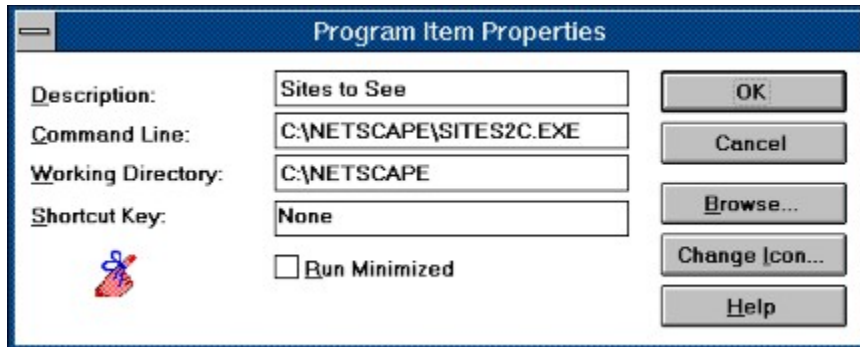 Program Item Properties
Description: Sites to See
Command Line: C:\NETSCAPE\SITES2C.EXE
Working Directory: C:\NETSCAPE
Shortcut Key: None
Run Minimized
OK
Cancel
Browse...
Change Icon...
Help